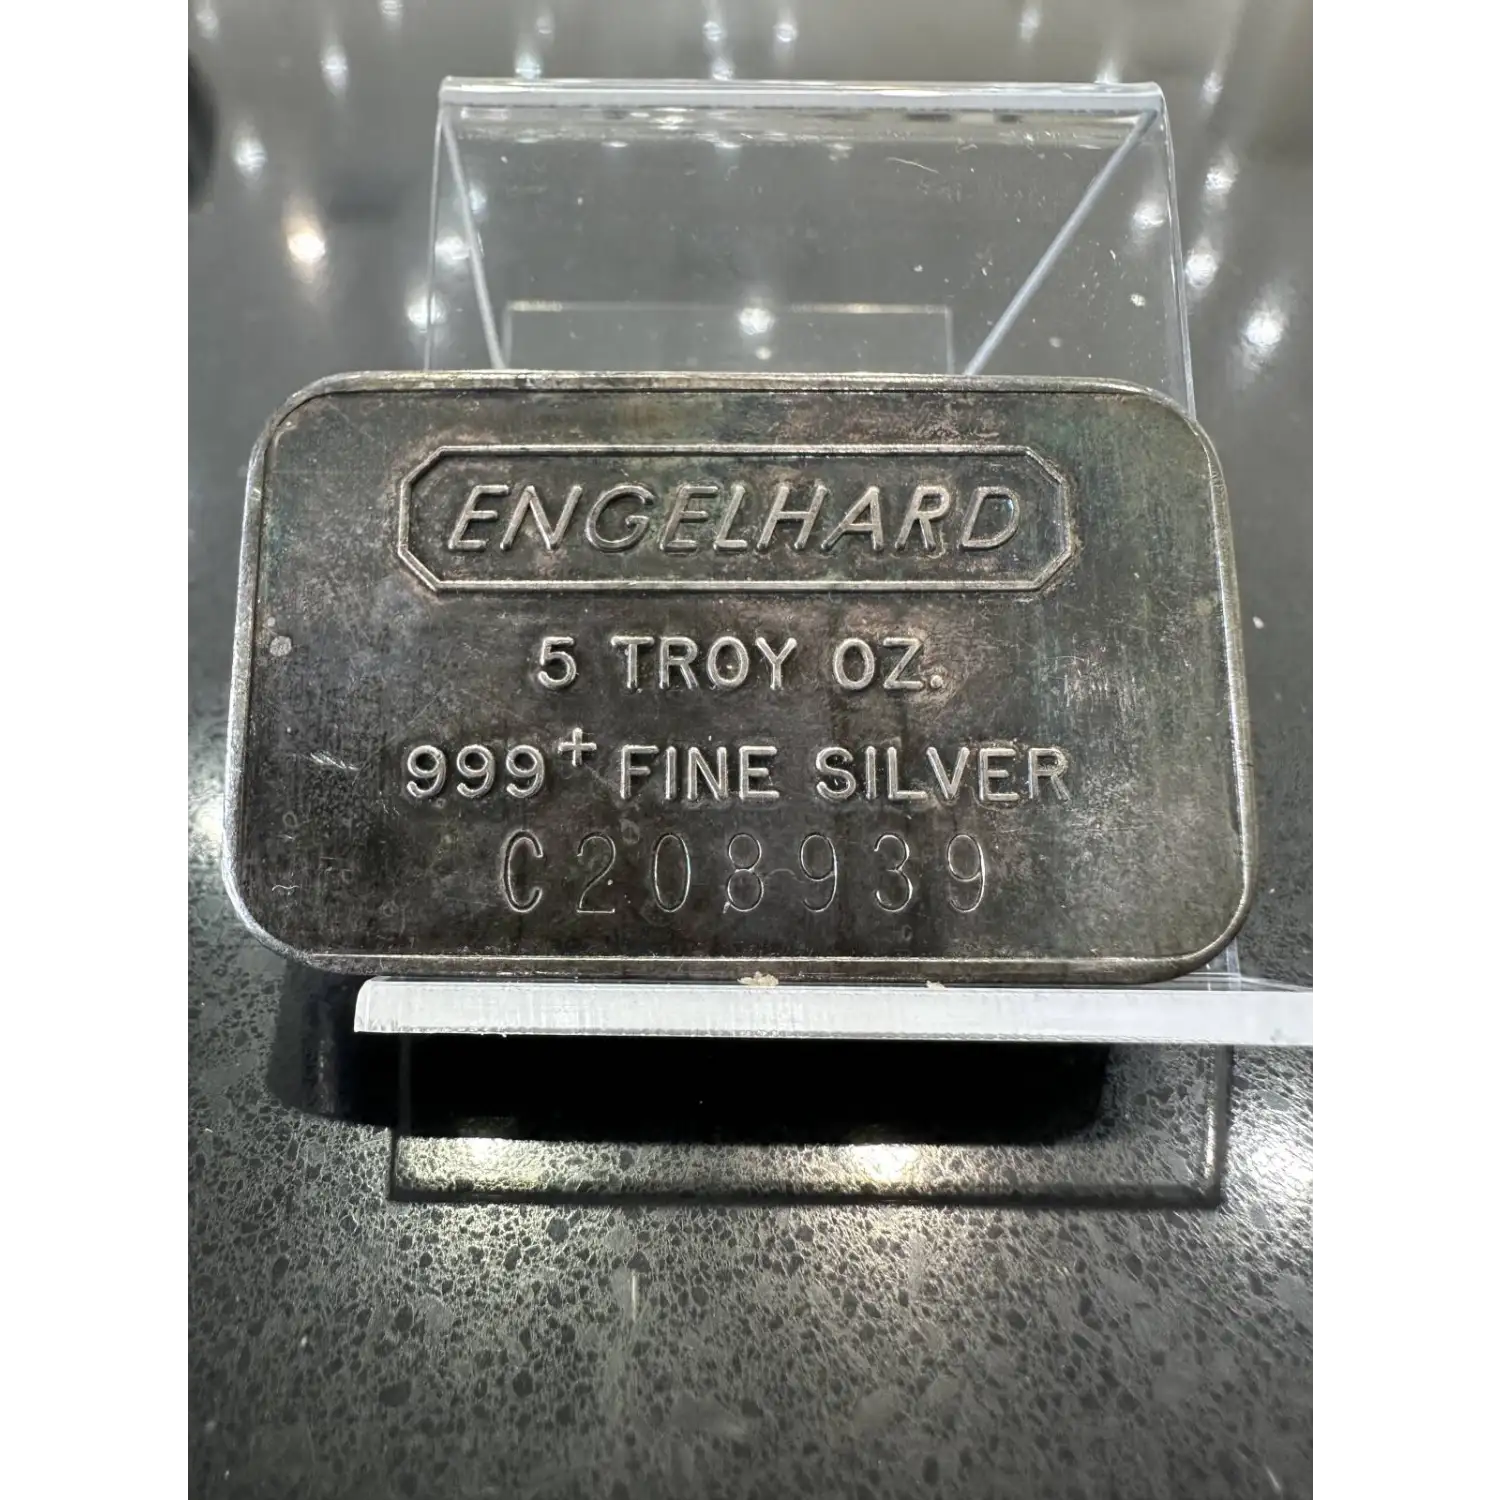 ENGELHARD
5 TROY OZ.
999+ FINE SILVER
C208939